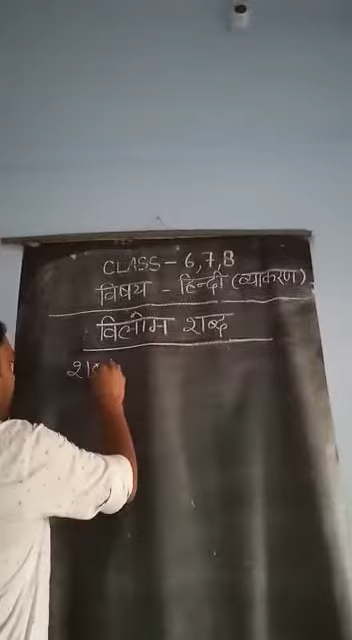 CLASS - 6,7,8
विषय - हिन्दी (व्याकरण)
विलोम शब्द